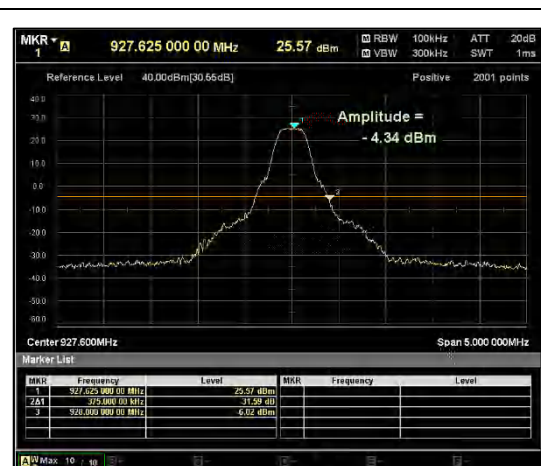 MKR 1 A 927.625 000 00 MHz 25.57 dBm M RBW 100kHz ATT 20dB
M VBW 300kHz SWT 1ms
Reference Level 40.00dBm[30.55dB] Positive 2001 points
40.0
30.0
20.0
10.0
0.0
-10.0
-20.0
-30.0
-40.0
-50.0
-60.0
1
Amplitude =
- 4.34 dBm
3
Center 927.600MHz Span 5.000 000MHz
Marker List
MKR Frequency Level MKR Frequency Level
1 927.625 000 00 MHz 25.57 dBm
2Δ1 375.000 00 kHz -31.59 dB
3 928.000 000 00 MHz -6.02 dBm
A W Max 10 / 10